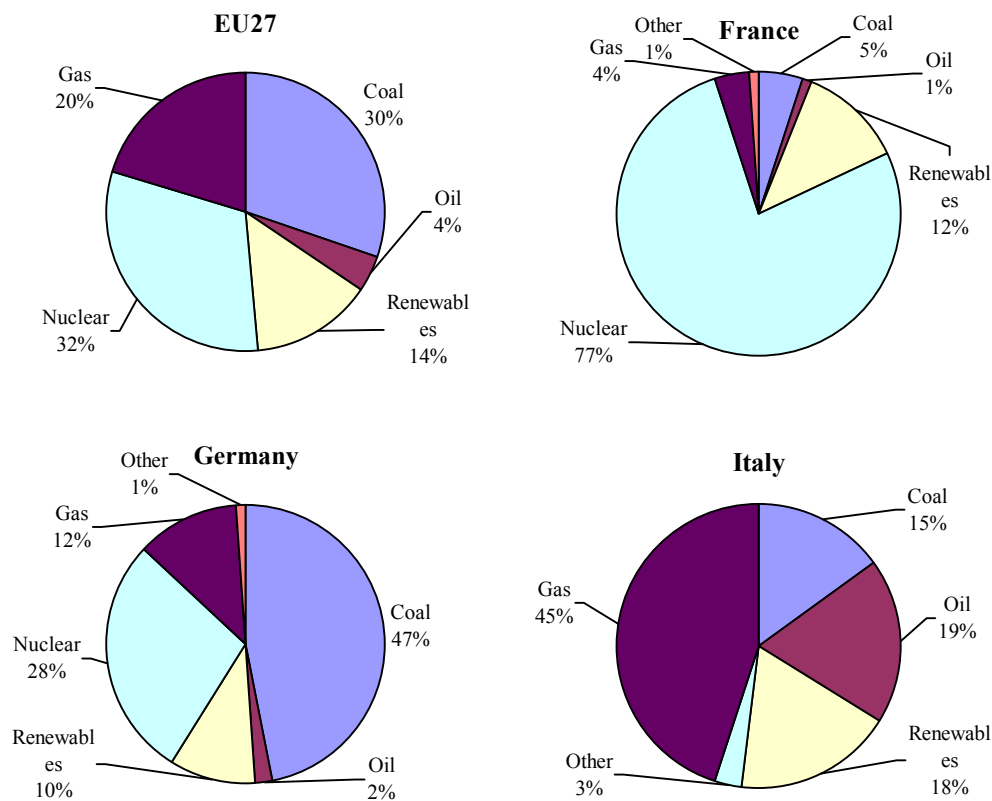 EU27
Gas
20%
Coal
30%
Oil
4%
Renewabl
es
14%
Nuclear
32%
France
Other
1%
Gas
4%
Coal
5%
Oil
1%
Renewabl
es
12%
Nuclear
77%
Germany
Other
1%
Gas
12%
Coal
47%
Nuclear
28%
Renewabl
es
10%
Oil
2%
Italy
Coal
15%
Gas
45%
Oil
19%
Other
3%
Renewabl
es
18%